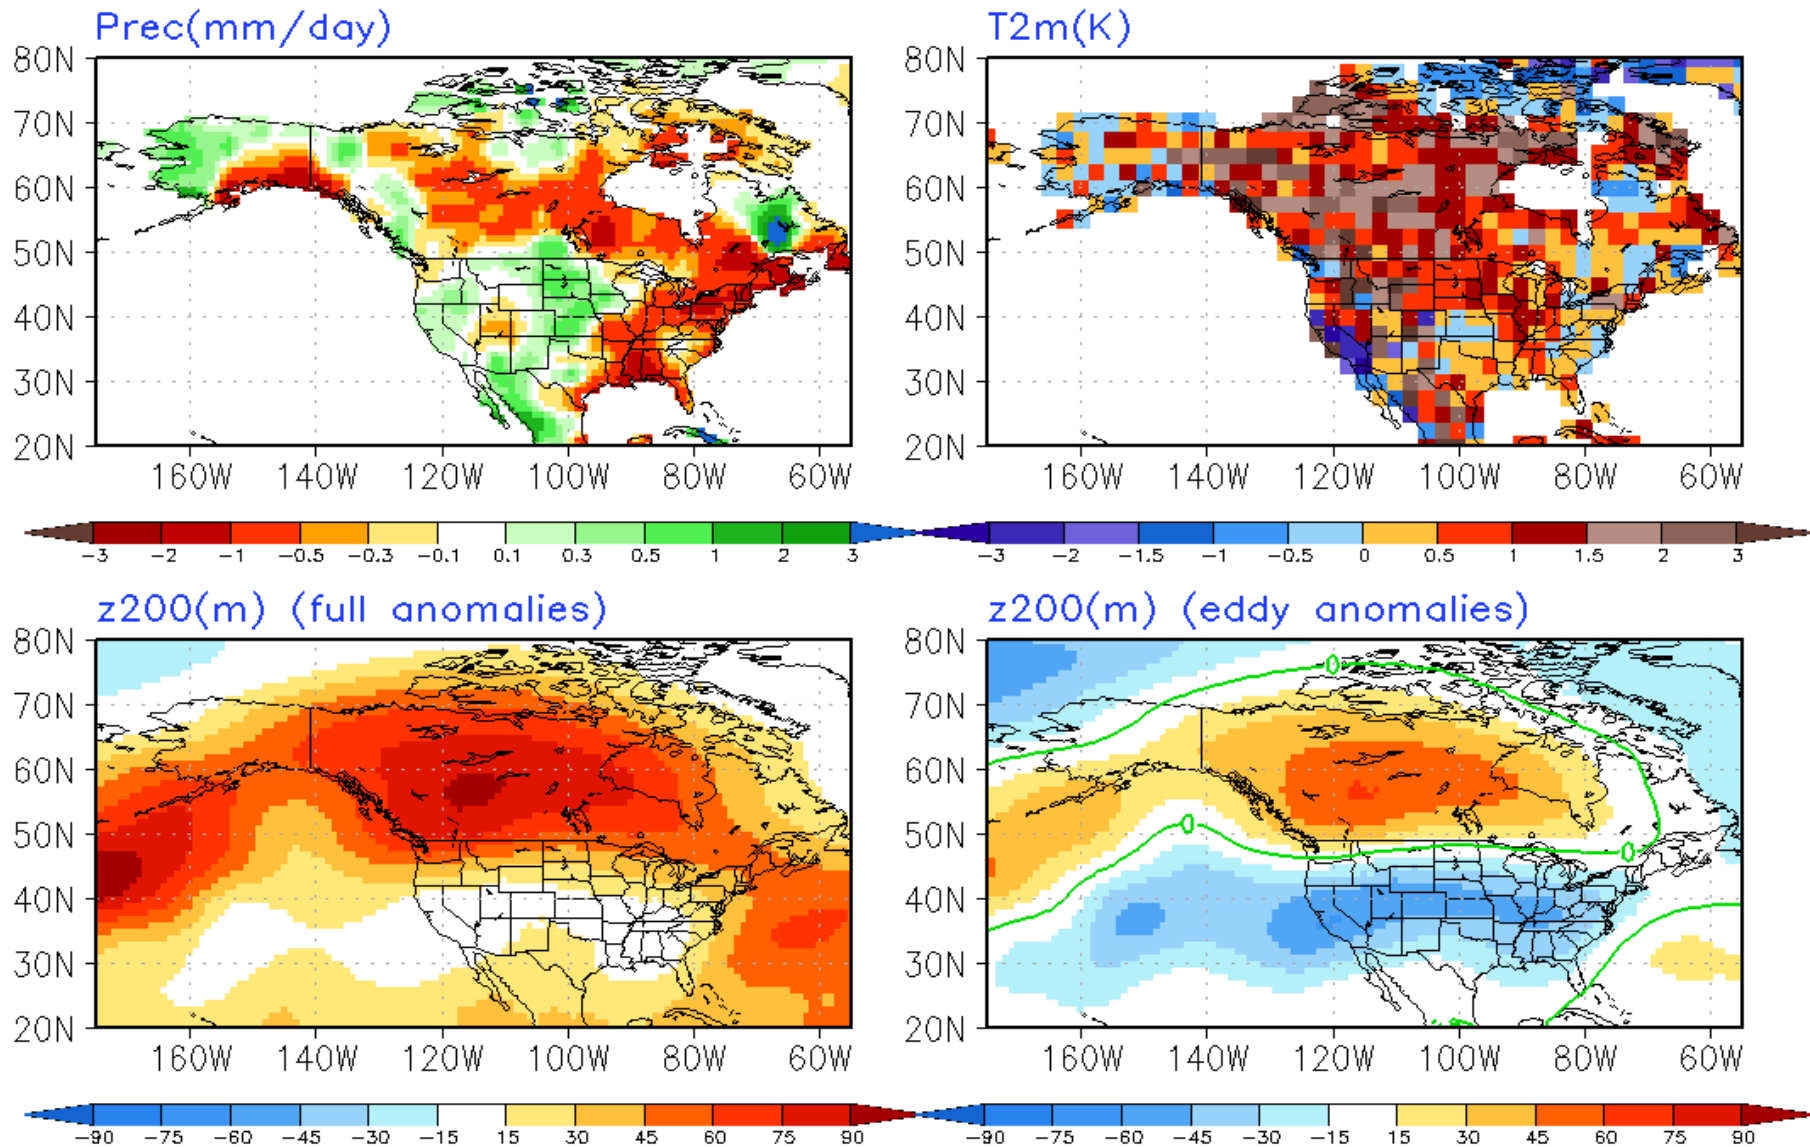 Prec(mm/day)
T2m(K)
80N
70N
60N
50N
40N
30N
20N
160W 140W 120W 100W 80W 60W
80N
70N
60N
50N
40N
30N
20N
160W 140W 120W 100W 80W 60W
-3 -2 -1 -0.5 -0.3 -0.1 0.1 0.3 0.5 1 2 3
-3 -2 -1.5 -1 -0.5 0 0.5 1 1.5 2 3
z200(m) (full anomalies)
z200(m) (eddy anomalies)
80N
70N
60N
50N
40N
30N
20N
160W 140W 120W 100W 80W 60W
80N
70N
60N
50N
40N
30N
20N
0
0
0
160W 140W 120W 100W 80W 60W
-90 -75 -60 -45 -30 -15 15 30 45 60 75 90
-90 -75 -60 -45 -30 -15 15 30 45 60 75 90